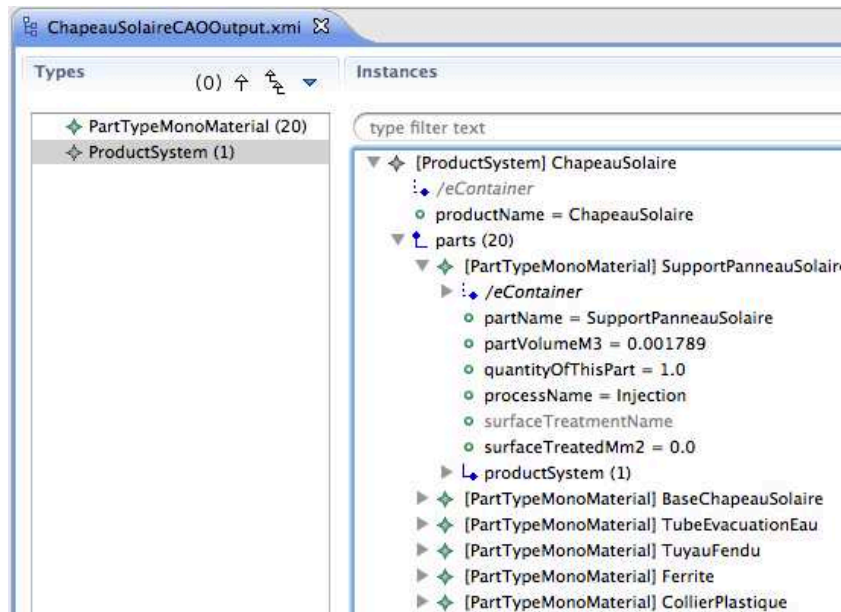 ChapeauSolaireCAOOutput.xmi
Types
(0)
Instances
PartTypeMonoMaterial (20)
ProductSystem (1)
type filter text
[ProductSystem] ChapeauSolaire
/eContainer
productName = ChapeauSolaire
parts (20)
[PartTypeMonoMaterial] SupportPanneauSolaire
/eContainer
partName = SupportPanneauSolaire
partVolumeM3 = 0.001789
quantityOfThisPart = 1.0
processName = Injection
surfaceTreatmentName
surfaceTreatedMm2 = 0.0
productSystem (1)
[PartTypeMonoMaterial] BaseChapeauSolaire
[PartTypeMonoMaterial] TubeEvacuationEau
[PartTypeMonoMaterial] TuyauFendu
[PartTypeMonoMaterial] Ferrite
[PartTypeMonoMaterial] CollierPlastique